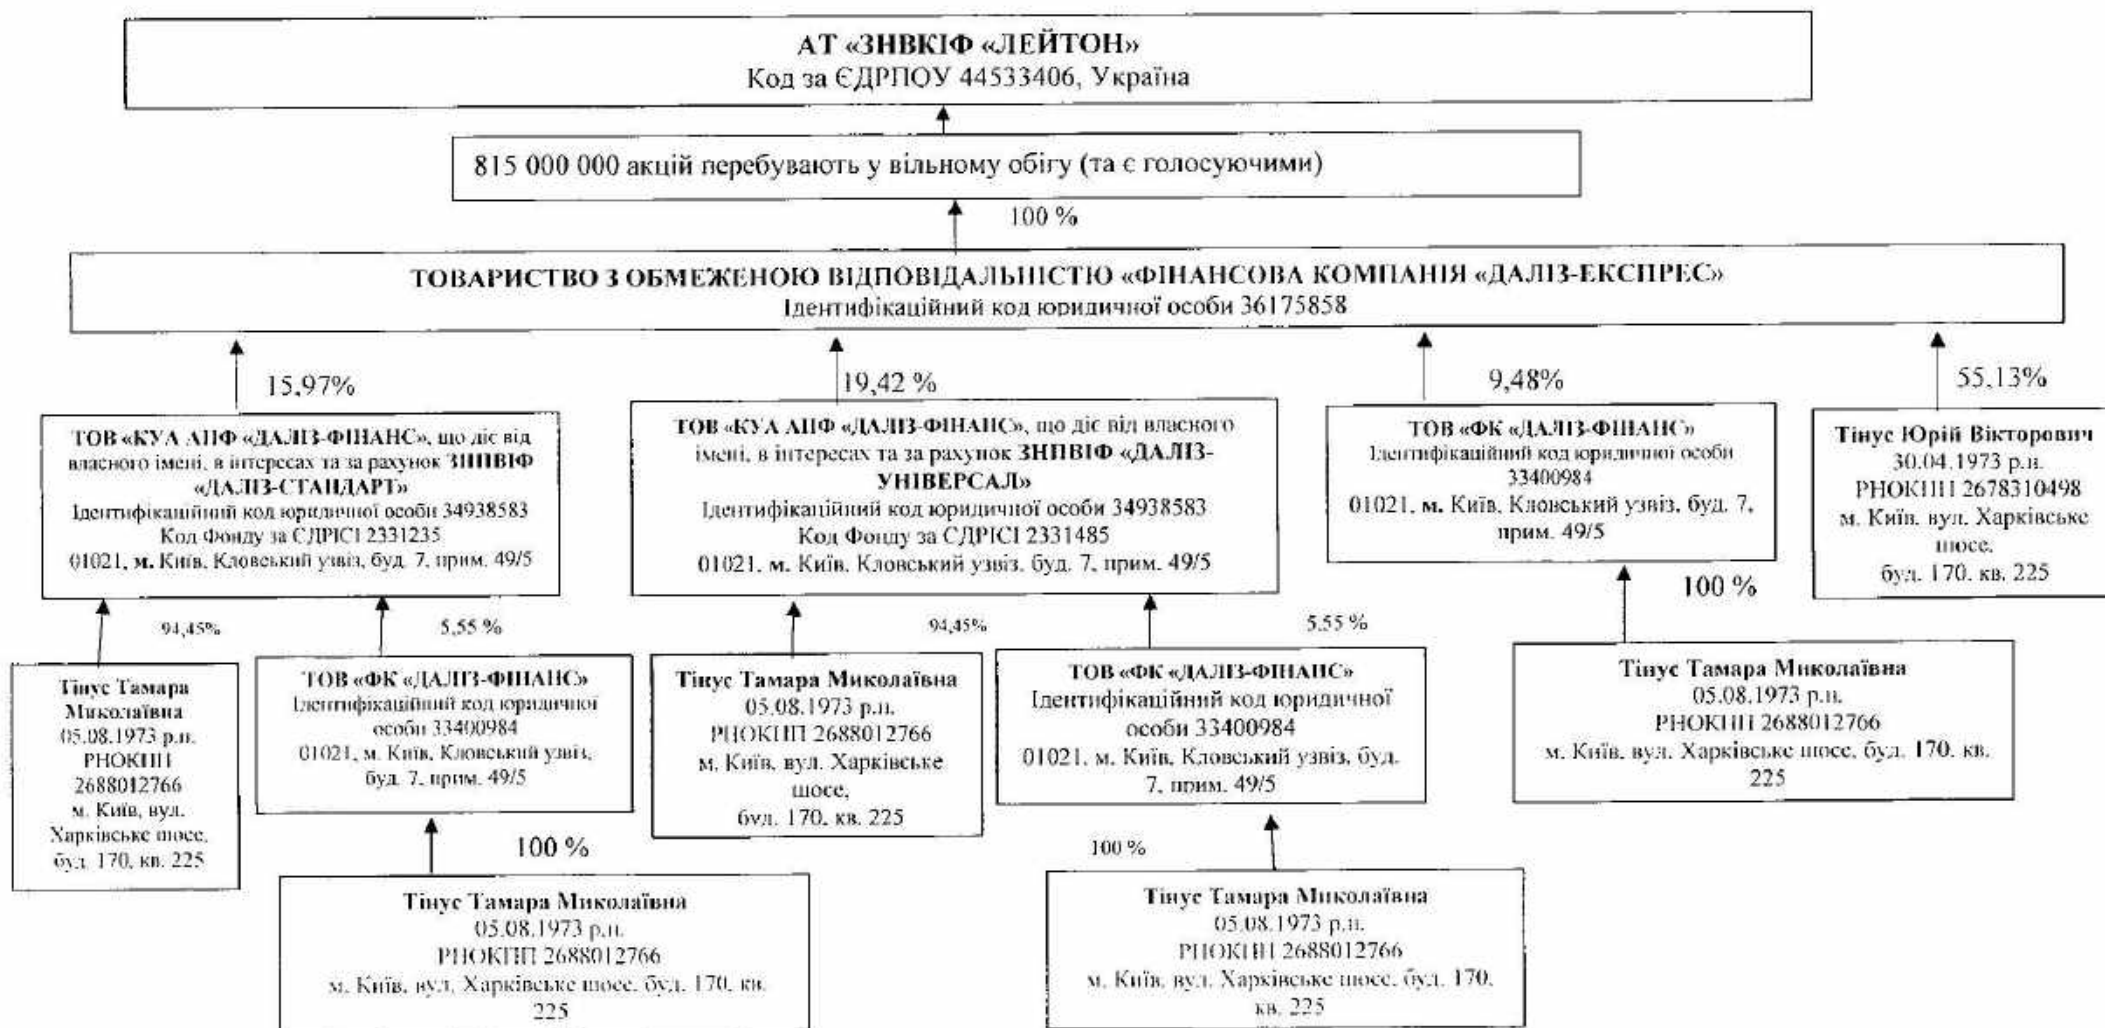 АТ «ЗНВКІФ «ЛЕЙТОН»
Код за ЄДРПОУ 44533406, Україна
815 000 000 акцій перебувають у вільному обігу (та є голосуючими)
100 %
ТОВАРИСТВО З ОБМЕЖЕНОЮ ВІДПОВІДАЛЬНІСТЮ «ФІНАНСОВА КОМПАНІЯ «ДАЛІЗ-ЕКСПРЕС»
Ідентифікаційний код юридичної особи 36175858
15,97%
19,42 %
9,48%
55,13%
ТОВ «КУА АПФ «ДАЛІЗ-ФІНАНС», що діє від
власного імені, в інтересах та за рахунок ЗНПВІФ
«ДАЛІЗ-СТАНДАРТ»
Ідентифікаційний код юридичної особи 34938583
Код Фонду за ЄДРІСІ 2331235
01021, м. Київ, Кловський узвіз, буд. 7, прим. 49/5
ТОВ «КУА АПФ «ДАЛІЗ-ФІНАНС», що діє від власного
імені, в інтересах та за рахунок ЗНПВІФ «ДАЛІЗ-
УНІВЕРСАЛ»
Ідентифікаційний код юридичної особи 34938583
Код Фонду за ЄДРІСІ 2331485
01021, м. Київ, Кловський узвіз, буд. 7, прим. 49/5
ТОВ «ФК «ДАЛІЗ-ФІНАНС»
Ідентифікаційний код юридичної особи
33400984
01021, м. Київ, Кловський узвіз, буд. 7,
прим. 49/5
Тінус Юрій Вікторович
30.04.1973 р.н.
РНОКПП 2678310498
м. Київ, вул. Харківське
шосе,
буд. 170, кв. 225
94,45%
5,55 %
94,45%
5,55 %
100 %
Тінус Тамара
Миколаївна
05.08.1973 р.н.
РНОКПП
2688012766
м. Київ, вул.
Харківське шосе,
буд. 170, кв. 225
ТОВ «ФК «ДАЛІЗ-ФІНАНС»
Ідентифікаційний код юридичної
особи 33400984
01021, м. Київ, Кловський узвіз,
буд. 7, прим. 49/5
Тінус Тамара Миколаївна
05.08.1973 р.н.
РНОКПП 2688012766
м. Київ, вул. Харківське
шосе,
буд. 170, кв. 225
ТОВ «ФК «ДАЛІЗ-ФІНАНС»
Ідентифікаційний код юридичної
особи 33400984
01021, м. Київ, Кловський узвіз, буд.
7, прим. 49/5
Тінус Тамара Миколаївна
05.08.1973 р.н.
РНОКПП 2688012766
м. Київ, вул. Харківське шосе, буд. 170, кв.
225
100 %
100 %
Тінус Тамара Миколаївна
05.08.1973 р.н.
РНОКПП 2688012766
м. Київ, вул. Харківське шосе, буд. 170, кв.
225
Тінус Тамара Миколаївна
05.08.1973 р.н.
РНОКПП 2688012766
м. Київ, вул. Харківське шосе, буд. 170,
кв. 225